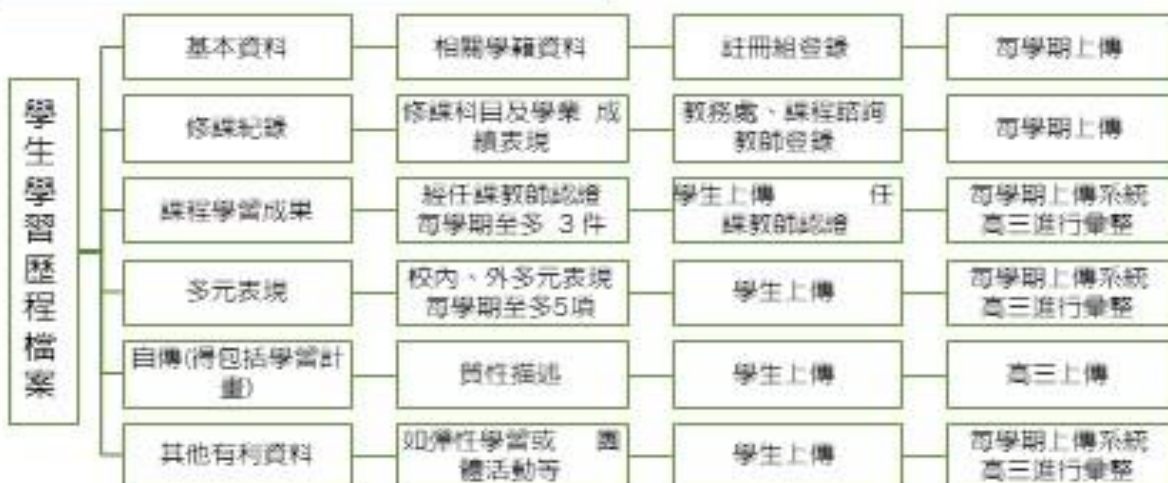 學生學習歷程檔案
基本資料
相關學籍資料
註冊組登錄
每學期上傳
修課紀錄
修課科目及學業 成
績表現
教務處、課程諮詢
教師登錄
每學期上傳
課程學習成果
經任課教師認證
每學期至多 3 件
學生上傳 任
課教師認證
每學期上傳系統
高三進行彙整
多元表現
校內、外多元表現
每學期至多5項
學生上傳
每學期上傳系統
高三進行彙整
自傳(得包括學習計
畫)
質性描述
學生上傳
高三上傳
其他有利資料
如彈性學習或 團
體活動等
學生上傳
每學期上傳系統
高三進行彙整